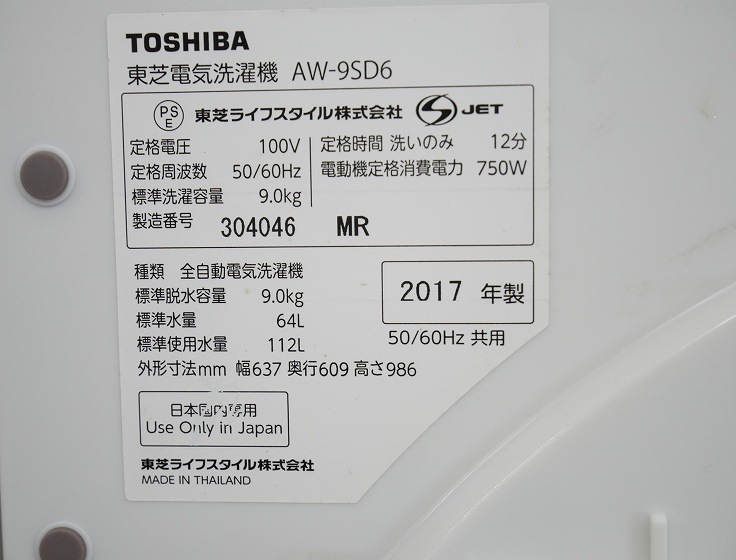 TOSHIBA
東芝電気洗濯機 AW-9SD6
PS E 東芝ライフスタイル株式会社 S JET
定格電圧 100V
定格周波数 50/60Hz
標準洗濯容量 9.0kg
製造番号 304046 MR
定格時間 洗いのみ 12分
電動機定格消費電力 750W
種類 全自動電気洗濯機
標準脱水容量 9.0kg
標準水量 64L
標準使用水量 112L
2017 年製
50/60Hz 共用
外形寸法mm 幅637 奥行609 高さ986
日本国内専用
Use Only in Japan
東芝ライフスタイル株式会社
MADE IN THAILAND